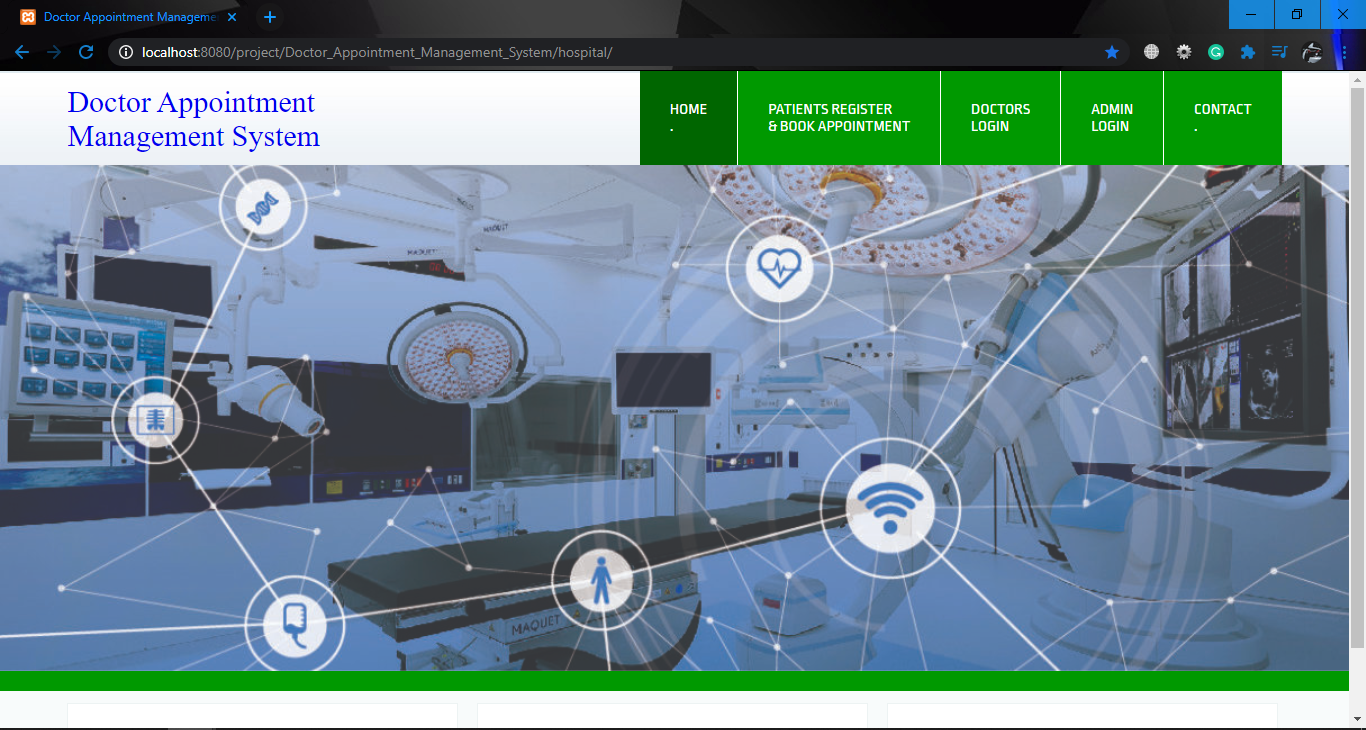 Doctor Appointment Manageme
localhost:8080/project/Doctor_Appointment_Management_System/hospital/
Doctor Appointment
Management System
HOME
.
PATIENTS REGISTER
& BOOK APPOINTMENT
DOCTORS
LOGIN
ADMIN
LOGIN
CONTACT
.
MAQUET
MAQUET
MAQUET